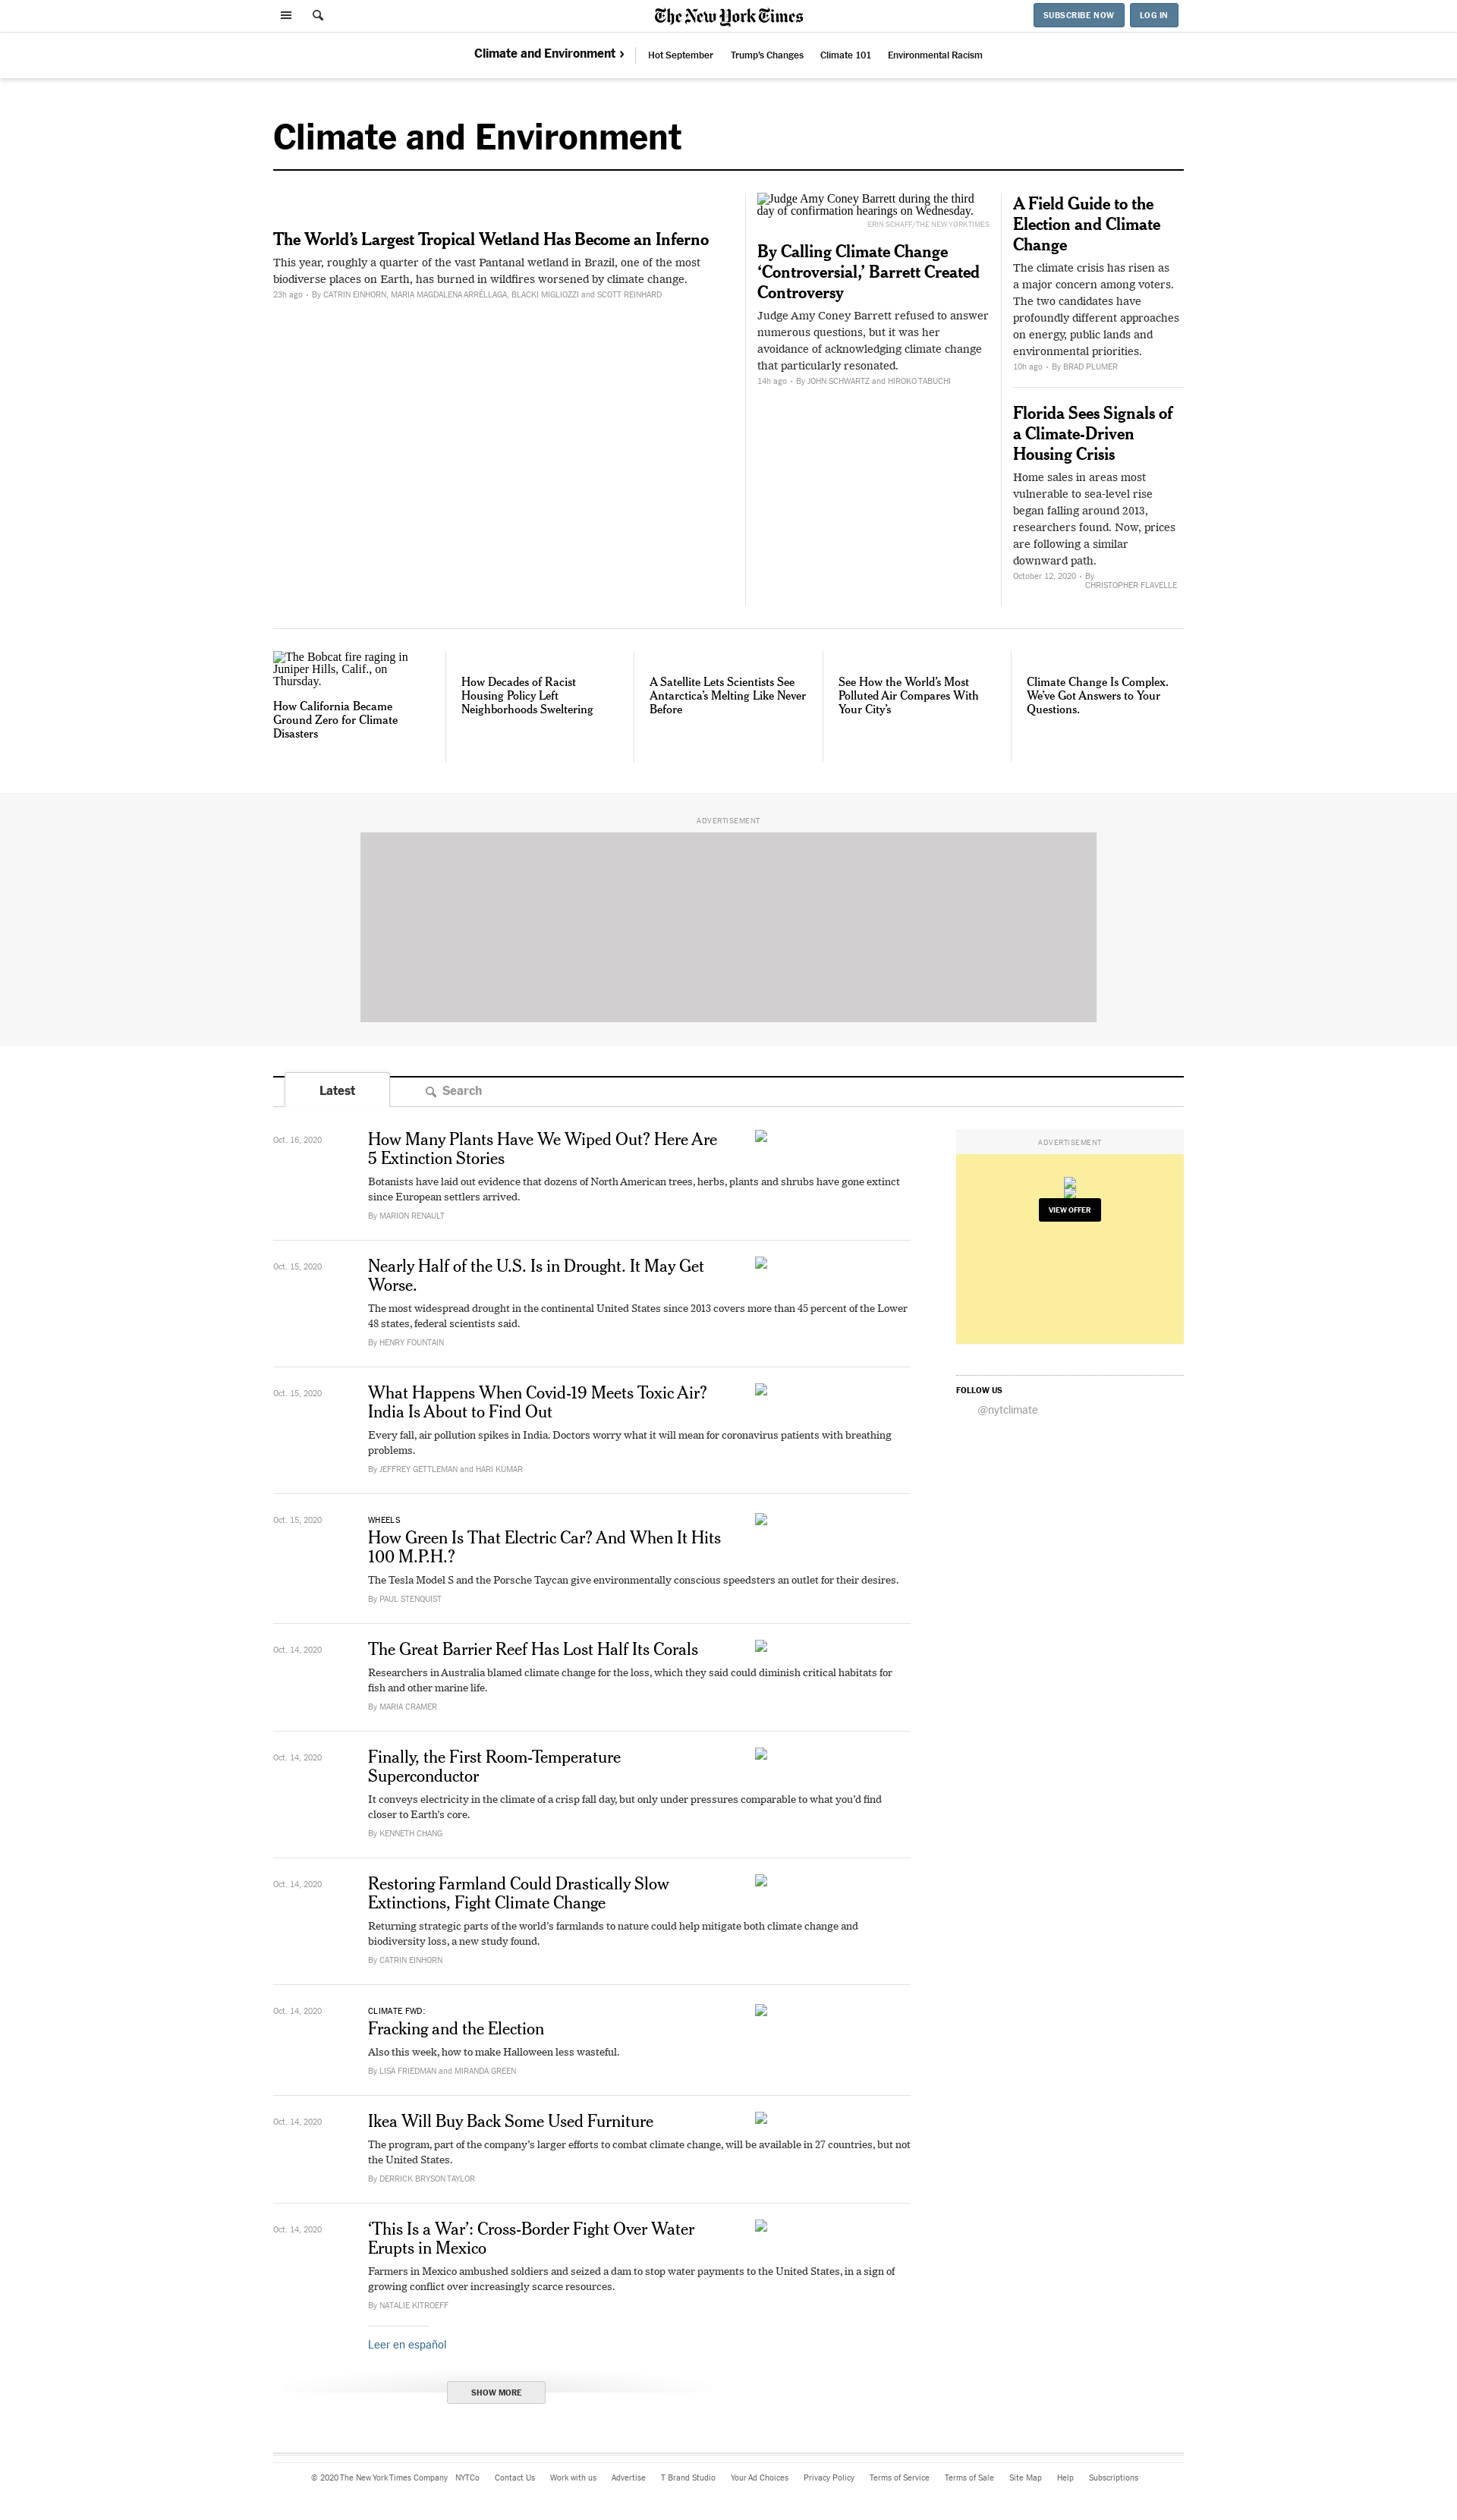 The New York Times
SUBSCRIBE NOW
LOG IN
Climate and Environment ›
Hot September
Trump's Changes
Climate 101
Environmental Racism
Climate and Environment
The World's Largest Tropical Wetland Has Become an Inferno
This year, roughly a quarter of the vast Pantanal wetland in Brazil, one of the most
biodiverse places on Earth, has burned in wildfires worsened by climate change.
23h ago · By CATRIN EINHORN, MARIA MAGDALENA ARRÉLLAGA, BLACKI MIGLIOZZI and SCOTT REINHARD
Judge Amy Coney Barrett during the third
day of confirmation hearings on Wednesday.
ERIN SCHAFF/THE NEW YORK TIMES
By Calling Climate Change
‘Controversial,’ Barrett Created
Controversy
Judge Amy Coney Barrett refused to answer
numerous questions, but it was her
avoidance of acknowledging climate change
that particularly resonated.
14h ago · By JOHN SCHWARTZ and HIROKO TABUCHI
A Field Guide to the
Election and Climate
Change
The climate crisis has risen as
a major concern among voters.
The two candidates have
profoundly different approaches
on energy, public lands and
environmental priorities.
10h ago · By BRAD PLUMER
Florida Sees Signals of
a Climate-Driven
Housing Crisis
Home sales in areas most
vulnerable to sea-level rise
began falling around 2013,
researchers found. Now, prices
are following a similar
downward path.
October 12, 2020 · By
CHRISTOPHER FLAVELLE
The Bobcat fire raging in
Juniper Hills, Calif., on
Thursday.
How California Became
Ground Zero for Climate
Disasters
How Decades of Racist
Housing Policy Left
Neighborhoods Sweltering
A Satellite Lets Scientists See
Antarctica's Melting Like Never
Before
See How the World's Most
Polluted Air Compares With
Your City's
Climate Change Is Complex.
We've Got Answers to Your
Questions.
ADVERTISEMENT
Latest
Search
Oct. 16, 2020
How Many Plants Have We Wiped Out? Here Are
5 Extinction Stories
Botanists have laid out evidence that dozens of North American trees, herbs, plants and shrubs have gone extinct
since European settlers arrived.
By MARION RENAULT
Oct. 15, 2020
Nearly Half of the U.S. Is in Drought. It May Get
Worse.
The most widespread drought in the continental United States since 2013 covers more than 45 percent of the Lower
48 states, federal scientists said.
By HENRY FOUNTAIN
Oct. 15, 2020
What Happens When Covid-19 Meets Toxic Air?
India Is About to Find Out
Every fall, air pollution spikes in India. Doctors worry what it will mean for coronavirus patients with breathing
problems.
By JEFFREY GETTLEMAN and HARI KUMAR
Oct. 15, 2020
WHEELS
How Green Is That Electric Car? And When It Hits
100 M.P.H.?
The Tesla Model S and the Porsche Taycan give environmentally conscious speedsters an outlet for their desires.
By PAUL STENQUIST
Oct. 14, 2020
The Great Barrier Reef Has Lost Half Its Corals
Researchers in Australia blamed climate change for the loss, which they said could diminish critical habitats for
fish and other marine life.
By MARIA CRAMER
Oct. 14, 2020
Finally, the First Room-Temperature
Superconductor
It conveys electricity in the climate of a crisp fall day, but only under pressures comparable to what you'd find
closer to Earth's core.
By KENNETH CHANG
Oct. 14, 2020
Restoring Farmland Could Drastically Slow
Extinctions, Fight Climate Change
Returning strategic parts of the world's farmlands to nature could help mitigate both climate change and
biodiversity loss, a new study found.
By CATRIN EINHORN
Oct. 14, 2020
CLIMATE FWD:
Fracking and the Election
Also this week, how to make Halloween less wasteful.
By LISA FRIEDMAN and MIRANDA GREEN
Oct. 14, 2020
Ikea Will Buy Back Some Used Furniture
The program, part of the company's larger efforts to combat climate change, will be available in 27 countries, but not
the United States.
By DERRICK BRYSON TAYLOR
Oct. 14, 2020
‘This Is a War’: Cross-Border Fight Over Water
Erupts in Mexico
Farmers in Mexico ambushed soldiers and seized a dam to stop water payments to the United States, in a sign of
growing conflict over increasingly scarce resources.
By NATALIE KITROEFF
Leer en español
SHOW MORE
ADVERTISEMENT
VIEW OFFER
FOLLOW US
@nytclimate
© 2020 The New York Times Company NYTCo Contact Us Work with us Advertise T Brand Studio Your Ad Choices Privacy Policy Terms of Service Terms of Sale Site Map Help Subscriptions